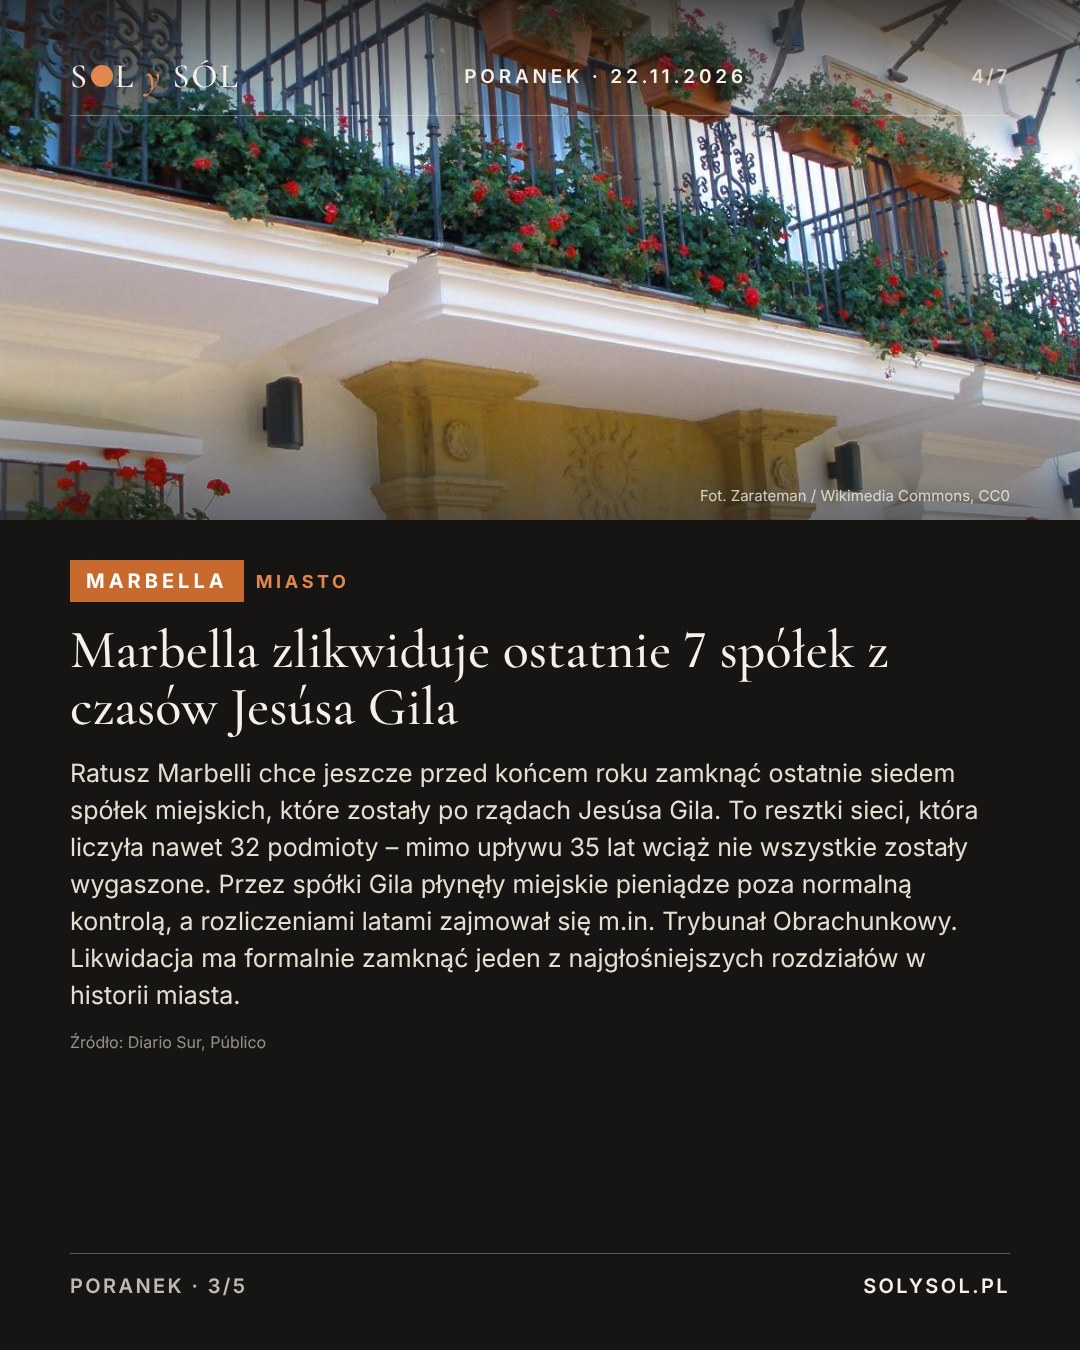 SOL y SÓL
PORANEK · 22.11.2026
4/7
Fot. Zarateman / Wikimedia Commons, CC0
MARBELLA
MIASTO
Marbella zlikwiduje ostatnie 7 spółek z
czasów Jesúsa Gila
Ratusz Marbelli chce jeszcze przed końcem roku zamknąć ostatnie siedem
spółek miejskich, które zostały po rządach Jesúsa Gila. To resztki sieci, która
liczyła nawet 32 podmioty – mimo upływu 35 lat wciąż nie wszystkie zostały
wygaszone. Przez spółki Gila płynęły miejskie pieniądze poza normalną
kontrolą, a rozliczeniami latami zajmował się m.in. Trybunał Obrachunkowy.
Likwidacja ma formalnie zamknąć jeden z najgłośniejszych rozdziałów w
historii miasta.
Źródło: Diario Sur, Público
PORANEK · 3/5
SOLYSOL.PL